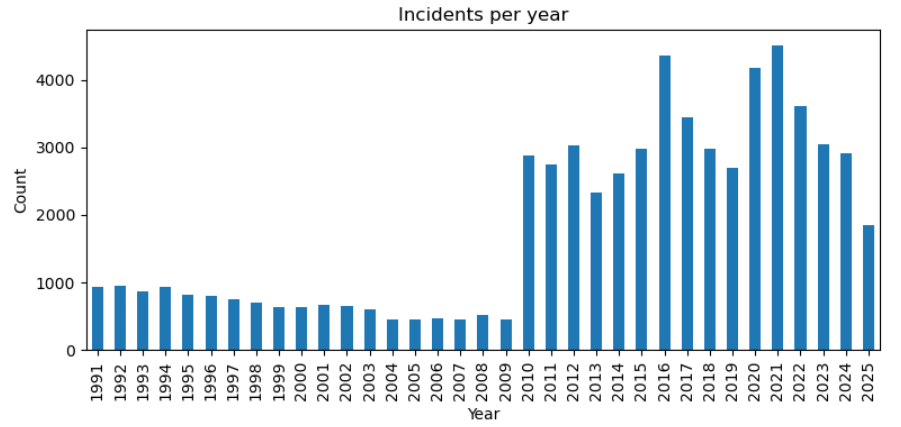 Incidents per year
Count
4000
3000
2000
1000
0
1991 1992 1993 1994 1995 1996 1997 1998 1999 2000 2001 2002 2003 2004 2005 2006 2007 2008 2009 2010 2011 2012 2013 2014 2015 2016 2017 2018 2019 2020 2021 2022 2023 2024 2025
Year